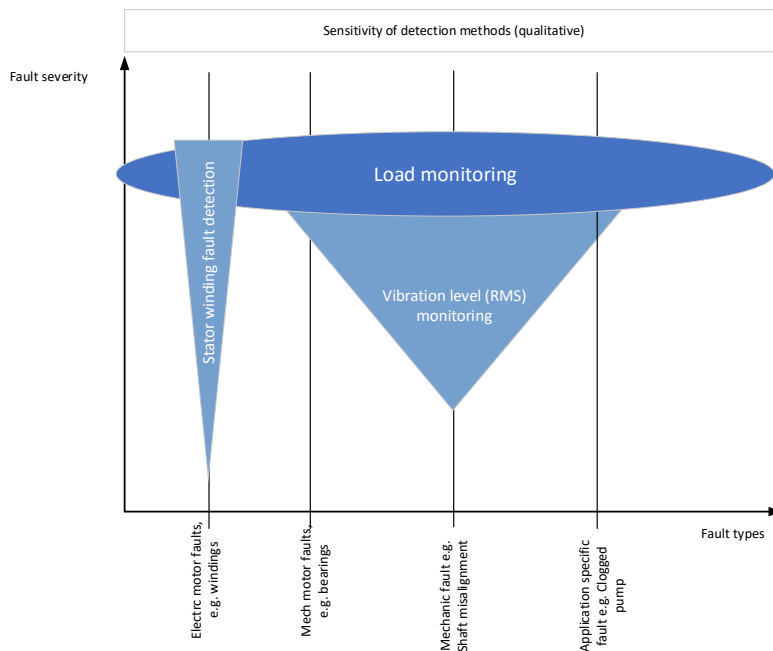 Sensitivity of detection methods (qualitative)
Fault severity
Load monitoring
Stator winding fault detection
Vibration level (RMS)
monitoring
Fault types
Electrc motor faults,
e.g. windings
Mech motor faults,
e.g. bearings
Mechanic fault e.g.
Shaft misalignment
Application specific
fault e.g. Clogged
pump